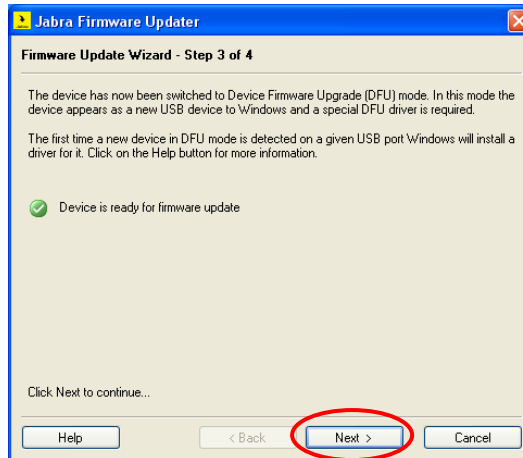 Jabra Firmware Updater
Firmware Update Wizard - Step 3 of 4
The device has now been switched to Device Firmware Upgrade (DFU) mode. In this mode the
device appears as a new USB device to Windows and a special DFU driver is required.
The first time a new device in DFU mode is detected on a given USB port Windows will install a
driver for it. Click on the Help button for more information.
Device is ready for firmware update
Click Next to continue...
Help
< Back
Next >
Cancel